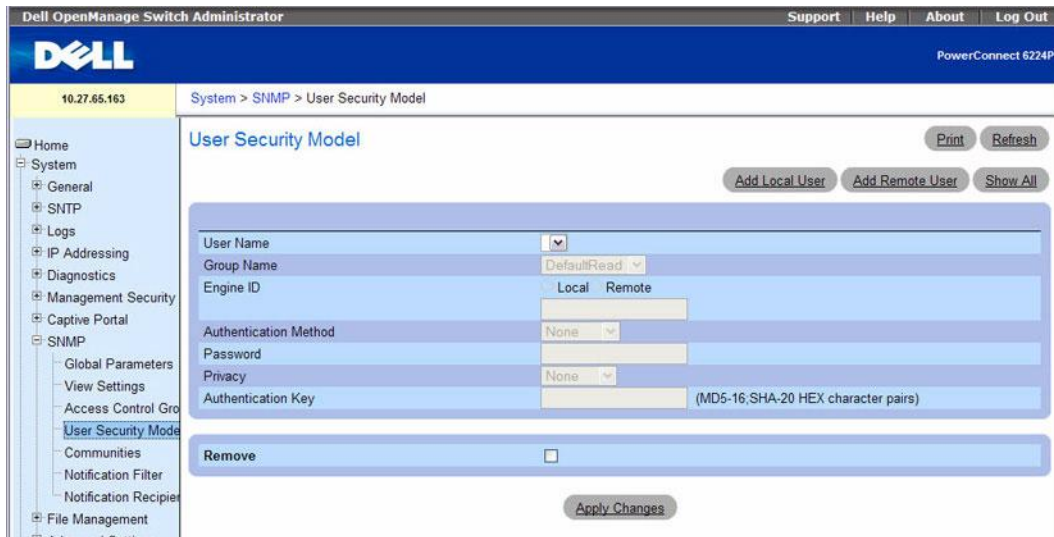 Dell OpenManage Switch Administrator
Support Help About Log Out
DELL
PowerConnect 6224P
10.27.65.163
System > SNMP > User Security Model
Home
System
General
SNTP
Logs
IP Addressing
Diagnostics
Management Security
Captive Portal
SNMP
Global Parameters
View Settings
Access Control Gro
User Security Mode
Communities
Notification Filter
Notification Recipien
File Management
User Security Model
Print Refresh
Add Local User Add Remote User Show All
User Name
Group Name DefaultRead
Engine ID Local Remote
Authentication Method None
Password
Privacy None
Authentication Key (MD5-16,SHA-20 HEX character pairs)
Remove
Apply Changes